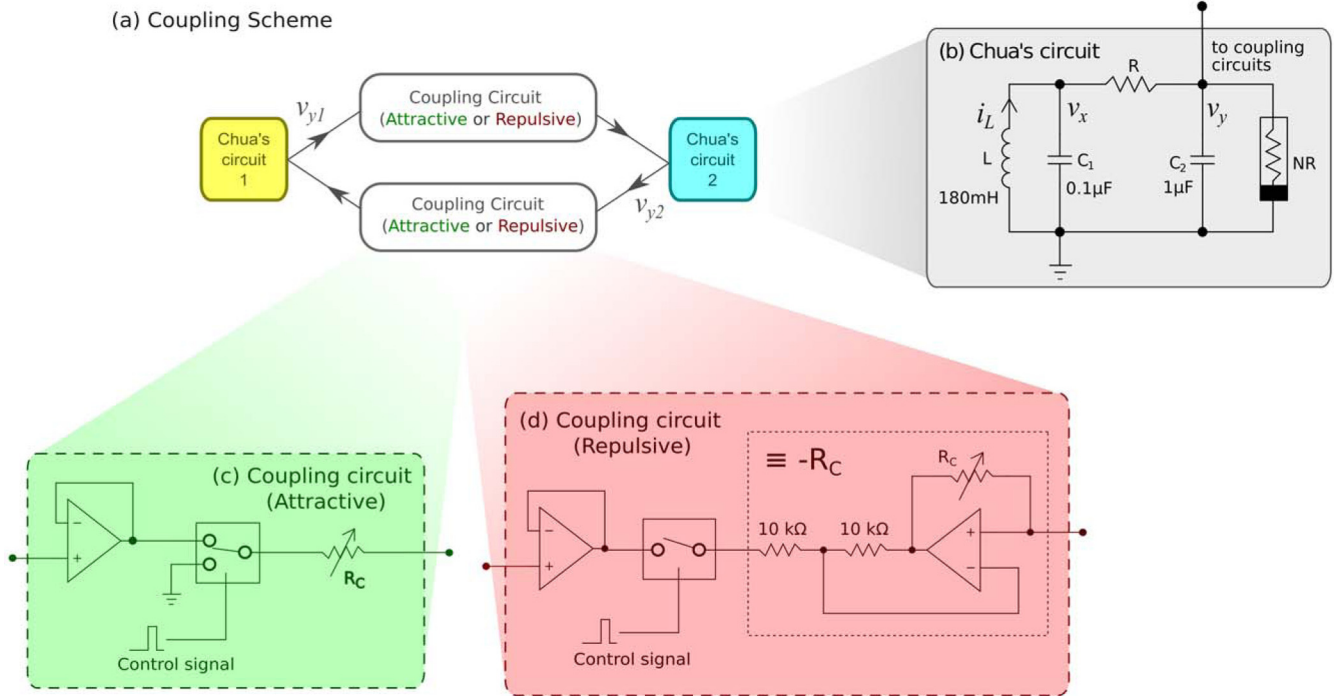 (a) Coupling Scheme
v_y1
Coupling Circuit
(Attractive or Repulsive)
Chua's
circuit
1
Chua's
circuit
2
Coupling Circuit
(Attractive or Repulsive)
v_y2
(b) Chua's circuit
to coupling
circuits
R
i_L
v_x
v_y
L
C₁
C₂
NR
180mH
0.1μF
1μF
(c) Coupling circuit
(Attractive)
−
+
R_C
Control signal
(d) Coupling circuit
(Repulsive)
≡ -R_C
R_C
−
+
10 kΩ
10 kΩ
+
−
Control signal